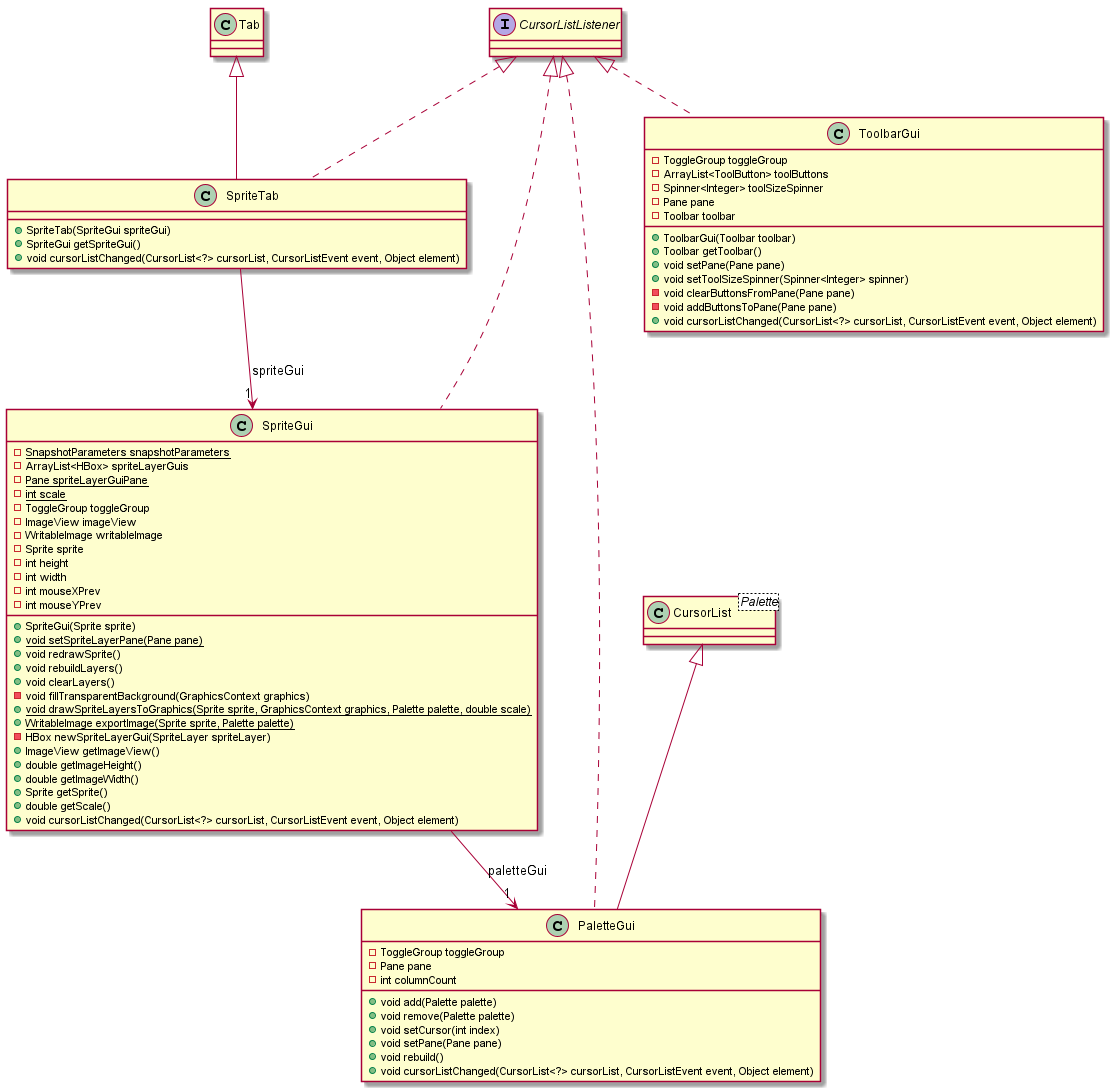 C Tab
I CursorListListener
C ToolbarGui
ToggleGroup toggleGroup
ArrayList<ToolButton> toolButtons
Spinner<Integer> toolSizeSpinner
Pane pane
Toolbar toolbar
ToolbarGui(Toolbar toolbar)
Toolbar getToolbar()
void setPane(Pane pane)
void setToolSizeSpinner(Spinner<Integer> spinner)
void clearButtonsFromPane(Pane pane)
void addButtonsToPane(Pane pane)
void cursorListChanged(CursorList<?> cursorList, CursorListEvent event, Object element)
C SpriteTab
SpriteTab(SpriteGui spriteGui)
SpriteGui getSpriteGui()
void cursorListChanged(CursorList<?> cursorList, CursorListEvent event, Object element)
spriteGui
1
C SpriteGui
SnapshotParameters snapshotParameters
ArrayList<HBox> spriteLayerGuis
Pane spriteLayerGuiPane
int scale
ToggleGroup toggleGroup
ImageView imageView
WritableImage writableImage
Sprite sprite
int height
int width
int mouseXPrev
int mouseYPrev
SpriteGui(Sprite sprite)
void setSpriteLayerPane(Pane pane)
void redrawSprite()
void rebuildLayers()
void clearLayers()
void fillTransparentBackground(GraphicsContext graphics)
void drawSpriteLayersToGraphics(Sprite sprite, GraphicsContext graphics, Palette palette, double scale)
WritableImage exportImage(Sprite sprite, Palette palette)
HBox newSpriteLayerGui(SpriteLayer spriteLayer)
ImageView getImageView()
double getImageHeight()
double getImageWidth()
Sprite getSprite()
double getScale()
void cursorListChanged(CursorList<?> cursorList, CursorListEvent event, Object element)
C CursorList Palette
paletteGui
1
C PaletteGui
ToggleGroup toggleGroup
Pane pane
int columnCount
void add(Palette palette)
void remove(Palette palette)
void setCursor(int index)
void setPane(Pane pane)
void rebuild()
void cursorListChanged(CursorList<?> cursorList, CursorListEvent event, Object element)